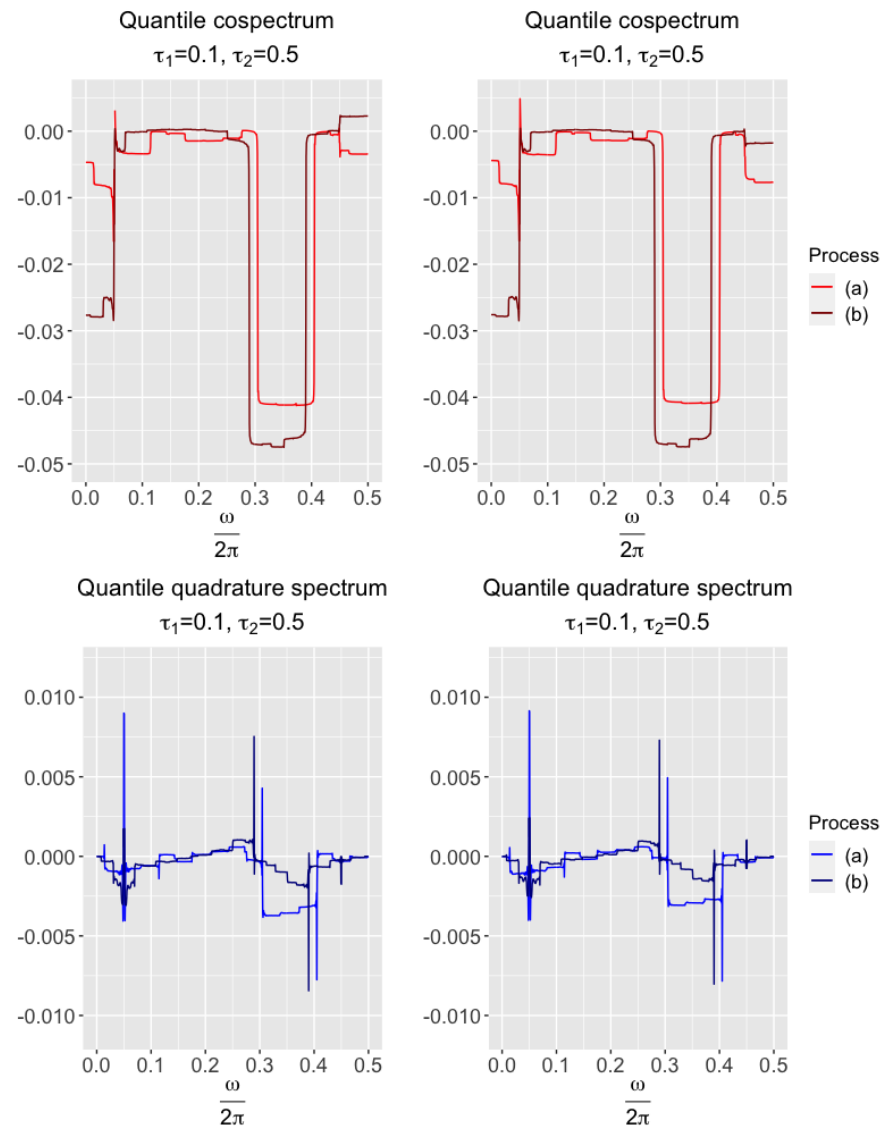 Quantile cospectrum
τ₁=0.1, τ₂=0.5
0.00
-0.01
-0.02
-0.03
-0.04
-0.05
0.0 0.1 0.2 0.3 0.4 0.5
ω
2π
Quantile cospectrum
τ₁=0.1, τ₂=0.5
0.00
-0.01
-0.02
-0.03
-0.04
-0.05
0.0 0.1 0.2 0.3 0.4 0.5
ω
2π
Process
(a)
(b)
Quantile quadrature spectrum
τ₁=0.1, τ₂=0.5
0.010
0.005
0.000
-0.005
-0.010
0.0 0.1 0.2 0.3 0.4 0.5
ω
2π
Quantile quadrature spectrum
τ₁=0.1, τ₂=0.5
0.010
0.005
0.000
-0.005
-0.010
0.0 0.1 0.2 0.3 0.4 0.5
ω
2π
Process
(a)
(b)